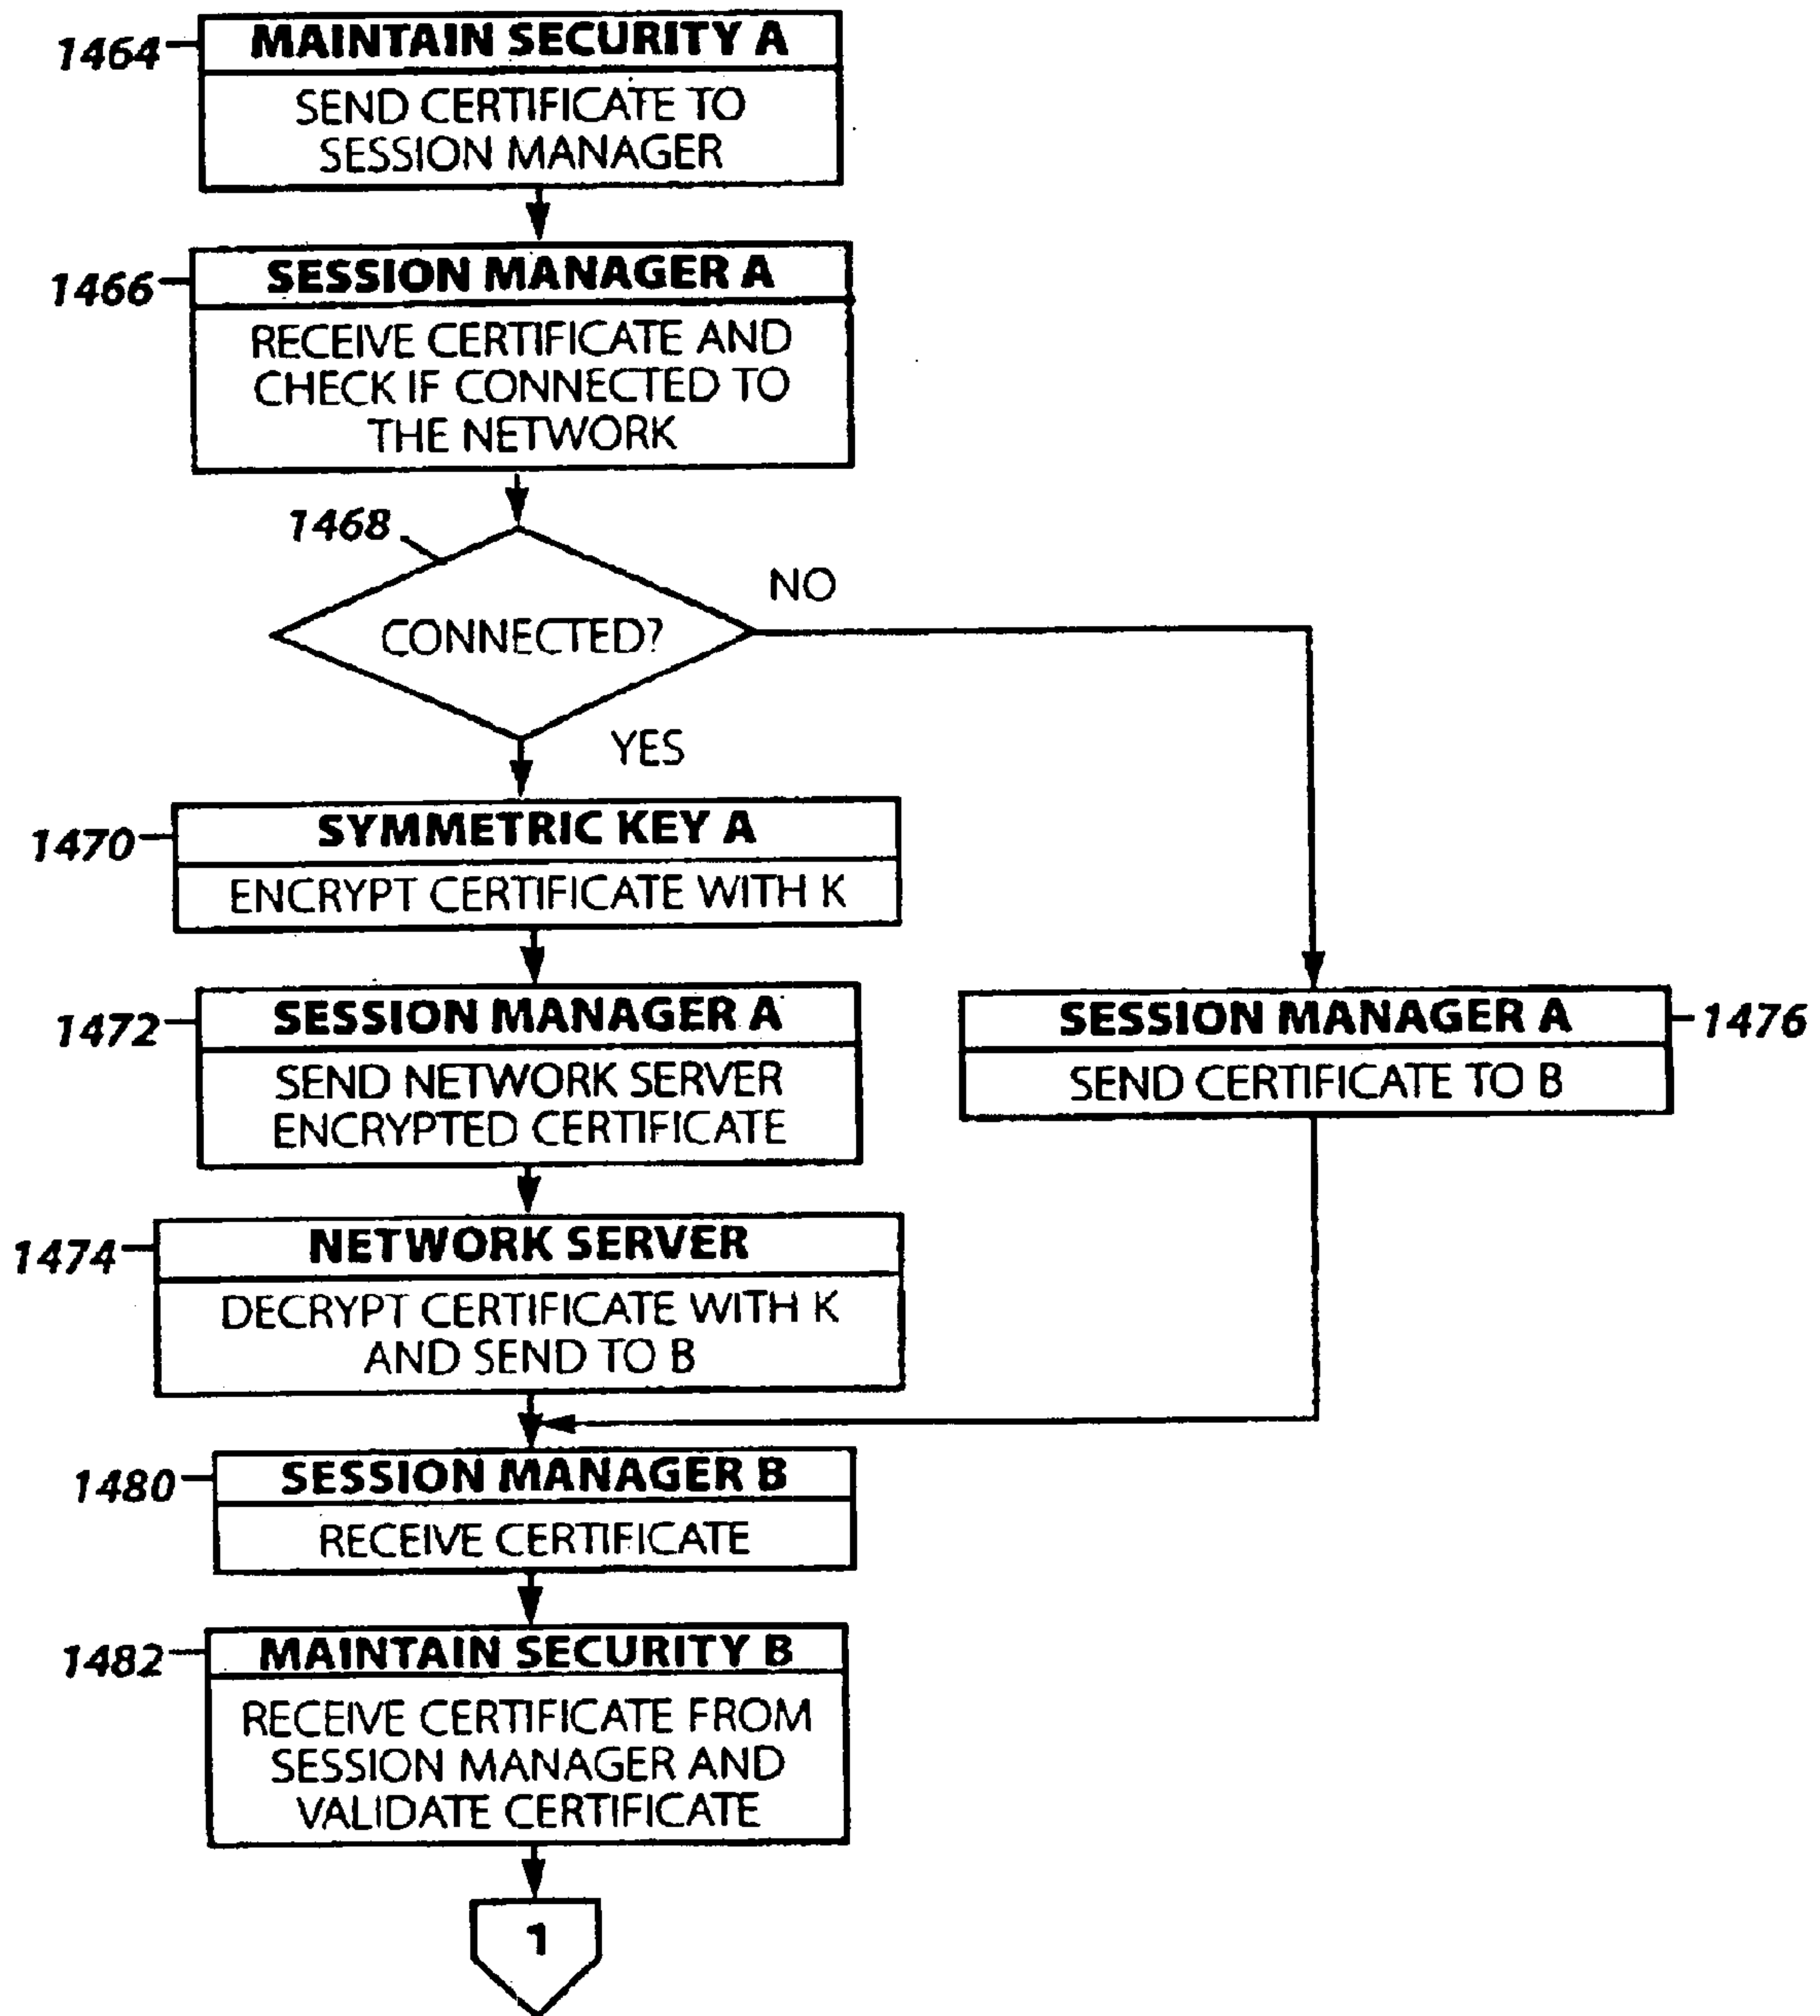 1464
MAINTAIN SECURITY A
SEND CERTIFICATE TO
SESSION MANAGER
1466
SESSION MANAGER A
RECEIVE CERTIFICATE AND
CHECK IF CONNECTED TO
THE NETWORK
1468
CONNECTED?
NO
YES
1470
SYMMETRIC KEY A
ENCRYPT CERTIFICATE WITH K
1472
SESSION MANAGER A
SEND NETWORK SERVER
ENCRYPTED CERTIFICATE
SESSION MANAGER A
1476
SEND CERTIFICATE TO B
1474
NETWORK SERVER
DECRYPT CERTIFICATE WITH K
AND SEND TO B
1480
SESSION MANAGER B
RECEIVE CERTIFICATE
1482
MAINTAIN SECURITY B
RECEIVE CERTIFICATE FROM
SESSION MANAGER AND
VALIDATE CERTIFICATE
1